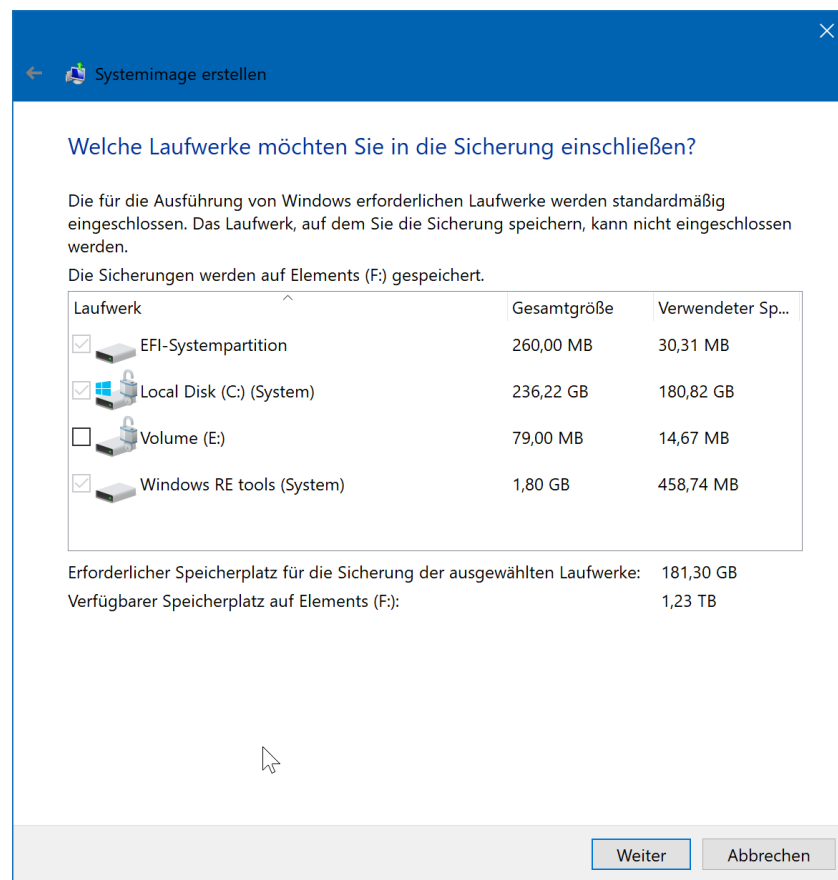 Systemimage erstellen
Welche Laufwerke möchten Sie in die Sicherung einschließen?
Die für die Ausführung von Windows erforderlichen Laufwerke werden standardmäßig
eingeschlossen. Das Laufwerk, auf dem Sie die Sicherung speichern, kann nicht eingeschlossen
werden.
Die Sicherungen werden auf Elements (F:) gespeichert.
Laufwerk Gesamtgröße Verwendeter Sp...
EFI-Systempartition 260,00 MB 30,31 MB
Local Disk (C:) (System) 236,22 GB 180,82 GB
Volume (E:) 79,00 MB 14,67 MB
Windows RE tools (System) 1,80 GB 458,74 MB
Erforderlicher Speicherplatz für die Sicherung der ausgewählten Laufwerke: 181,30 GB
Verfügbarer Speicherplatz auf Elements (F:): 1,23 TB
Weiter Abbrechen